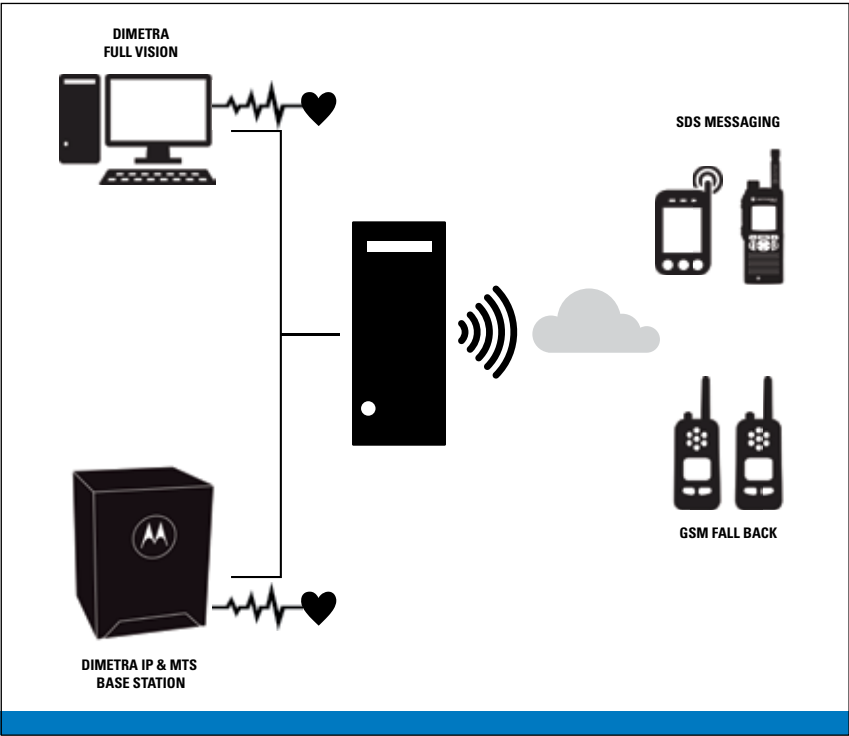 DIMETRA
FULL VISION
SDS MESSAGING
GSM FALL BACK
DIMETRA IP & MTS
BASE STATION